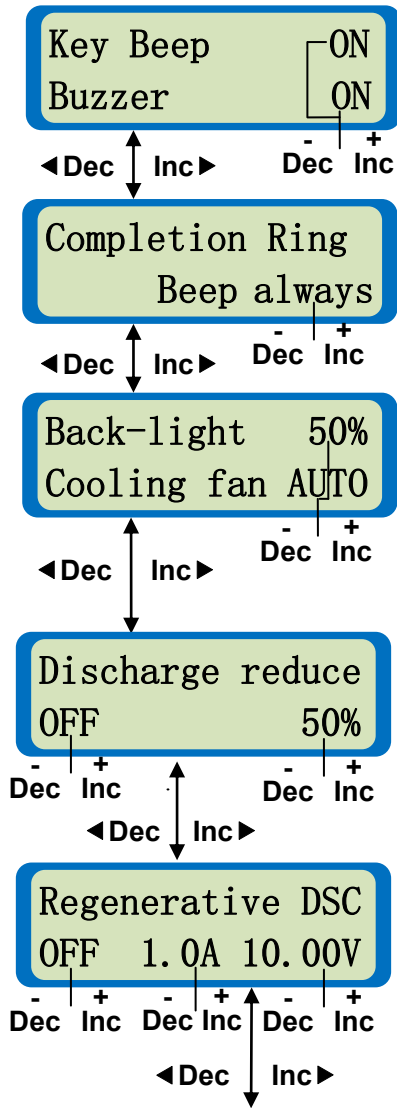 Key Beep ON
Buzzer ON
- +
Dec Inc
◄Dec Inc►
Completion Ring
Beep always
- +
Dec Inc
◄Dec Inc►
Back-light 50%
Cooling fan AUTO
- +
Dec Inc
◄Dec Inc►
Discharge reduce
OFF 50%
- + - +
Dec Inc Dec Inc
◄Dec Inc►
Regenerative DSC
OFF 1.0A 10.00V
- + - + - +
Dec Inc Dec Inc Dec Inc
◄Dec Inc►